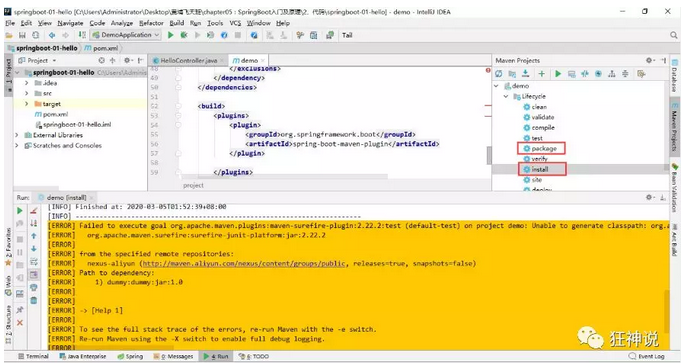 springboot-01-hello [C:\Users\Administrator\Desktop\
\chapter05：SpringBoot入门及原理\2、代码\springboot-01-hello] - demo - IntelliJ IDEA
File Edit View Navigate Code Analyze Refactor Build Run Tools VCS Window Help
DemoApplication
Tail
springboot-01-hello
pom.xml
Project
HelloController.java
demo
Maven Projects
springboot-01-hello C:\Users\Admini
.idea
src
target
pom.xml
springboot-01-hello.iml
External Libraries
Scratches and Consoles
</exclusions>
</dependency>
</dependencies>
<build>
<plugins>
<plugin>
<groupId>org.springframework.boot</groupId>
<artifactId>spring-boot-maven-plugin</artifactId>
</plugin>
</plugins>
project
demo
Lifecycle
clean
validate
compile
test
package
verify
install
site
deploy
1: Project
Database
Maven Projects
Bean Validation
Ant Build
2: Favorites
Web
Z: Structure
Run:
demo [install]
[INFO] Finished at: 2020-03-05T01:52:39+08:00
[INFO] ------------------------------------------------------------------------
[ERROR] Failed to execute goal org.apache.maven.plugins:maven-surefire-plugin:2.22.2:test (default-test) on project demo: Unable to generate classpath: org.a
[ERROR] org.apache.maven.surefire:surefire-junit-platform:jar:2.22.2
[ERROR]
[ERROR] from the specified remote repositories:
[ERROR] nexus-aliyun (http://maven.aliyun.com/nexus/content/groups/public, releases=true, snapshots=false)
[ERROR] Path to dependency:
[ERROR] 1) dummy:dummy:jar:1.0
[ERROR]
[ERROR]
[ERROR] -> [Help 1]
[ERROR]
[ERROR] To see the full stack trace of the errors, re-run Maven with the -e switch.
[ERROR] Re-run Maven using the -X switch to enable full debug logging.
狂神说
Terminal
Java Enterprise
Spring
0: Messages
4: Run
6: TODO
Event Log